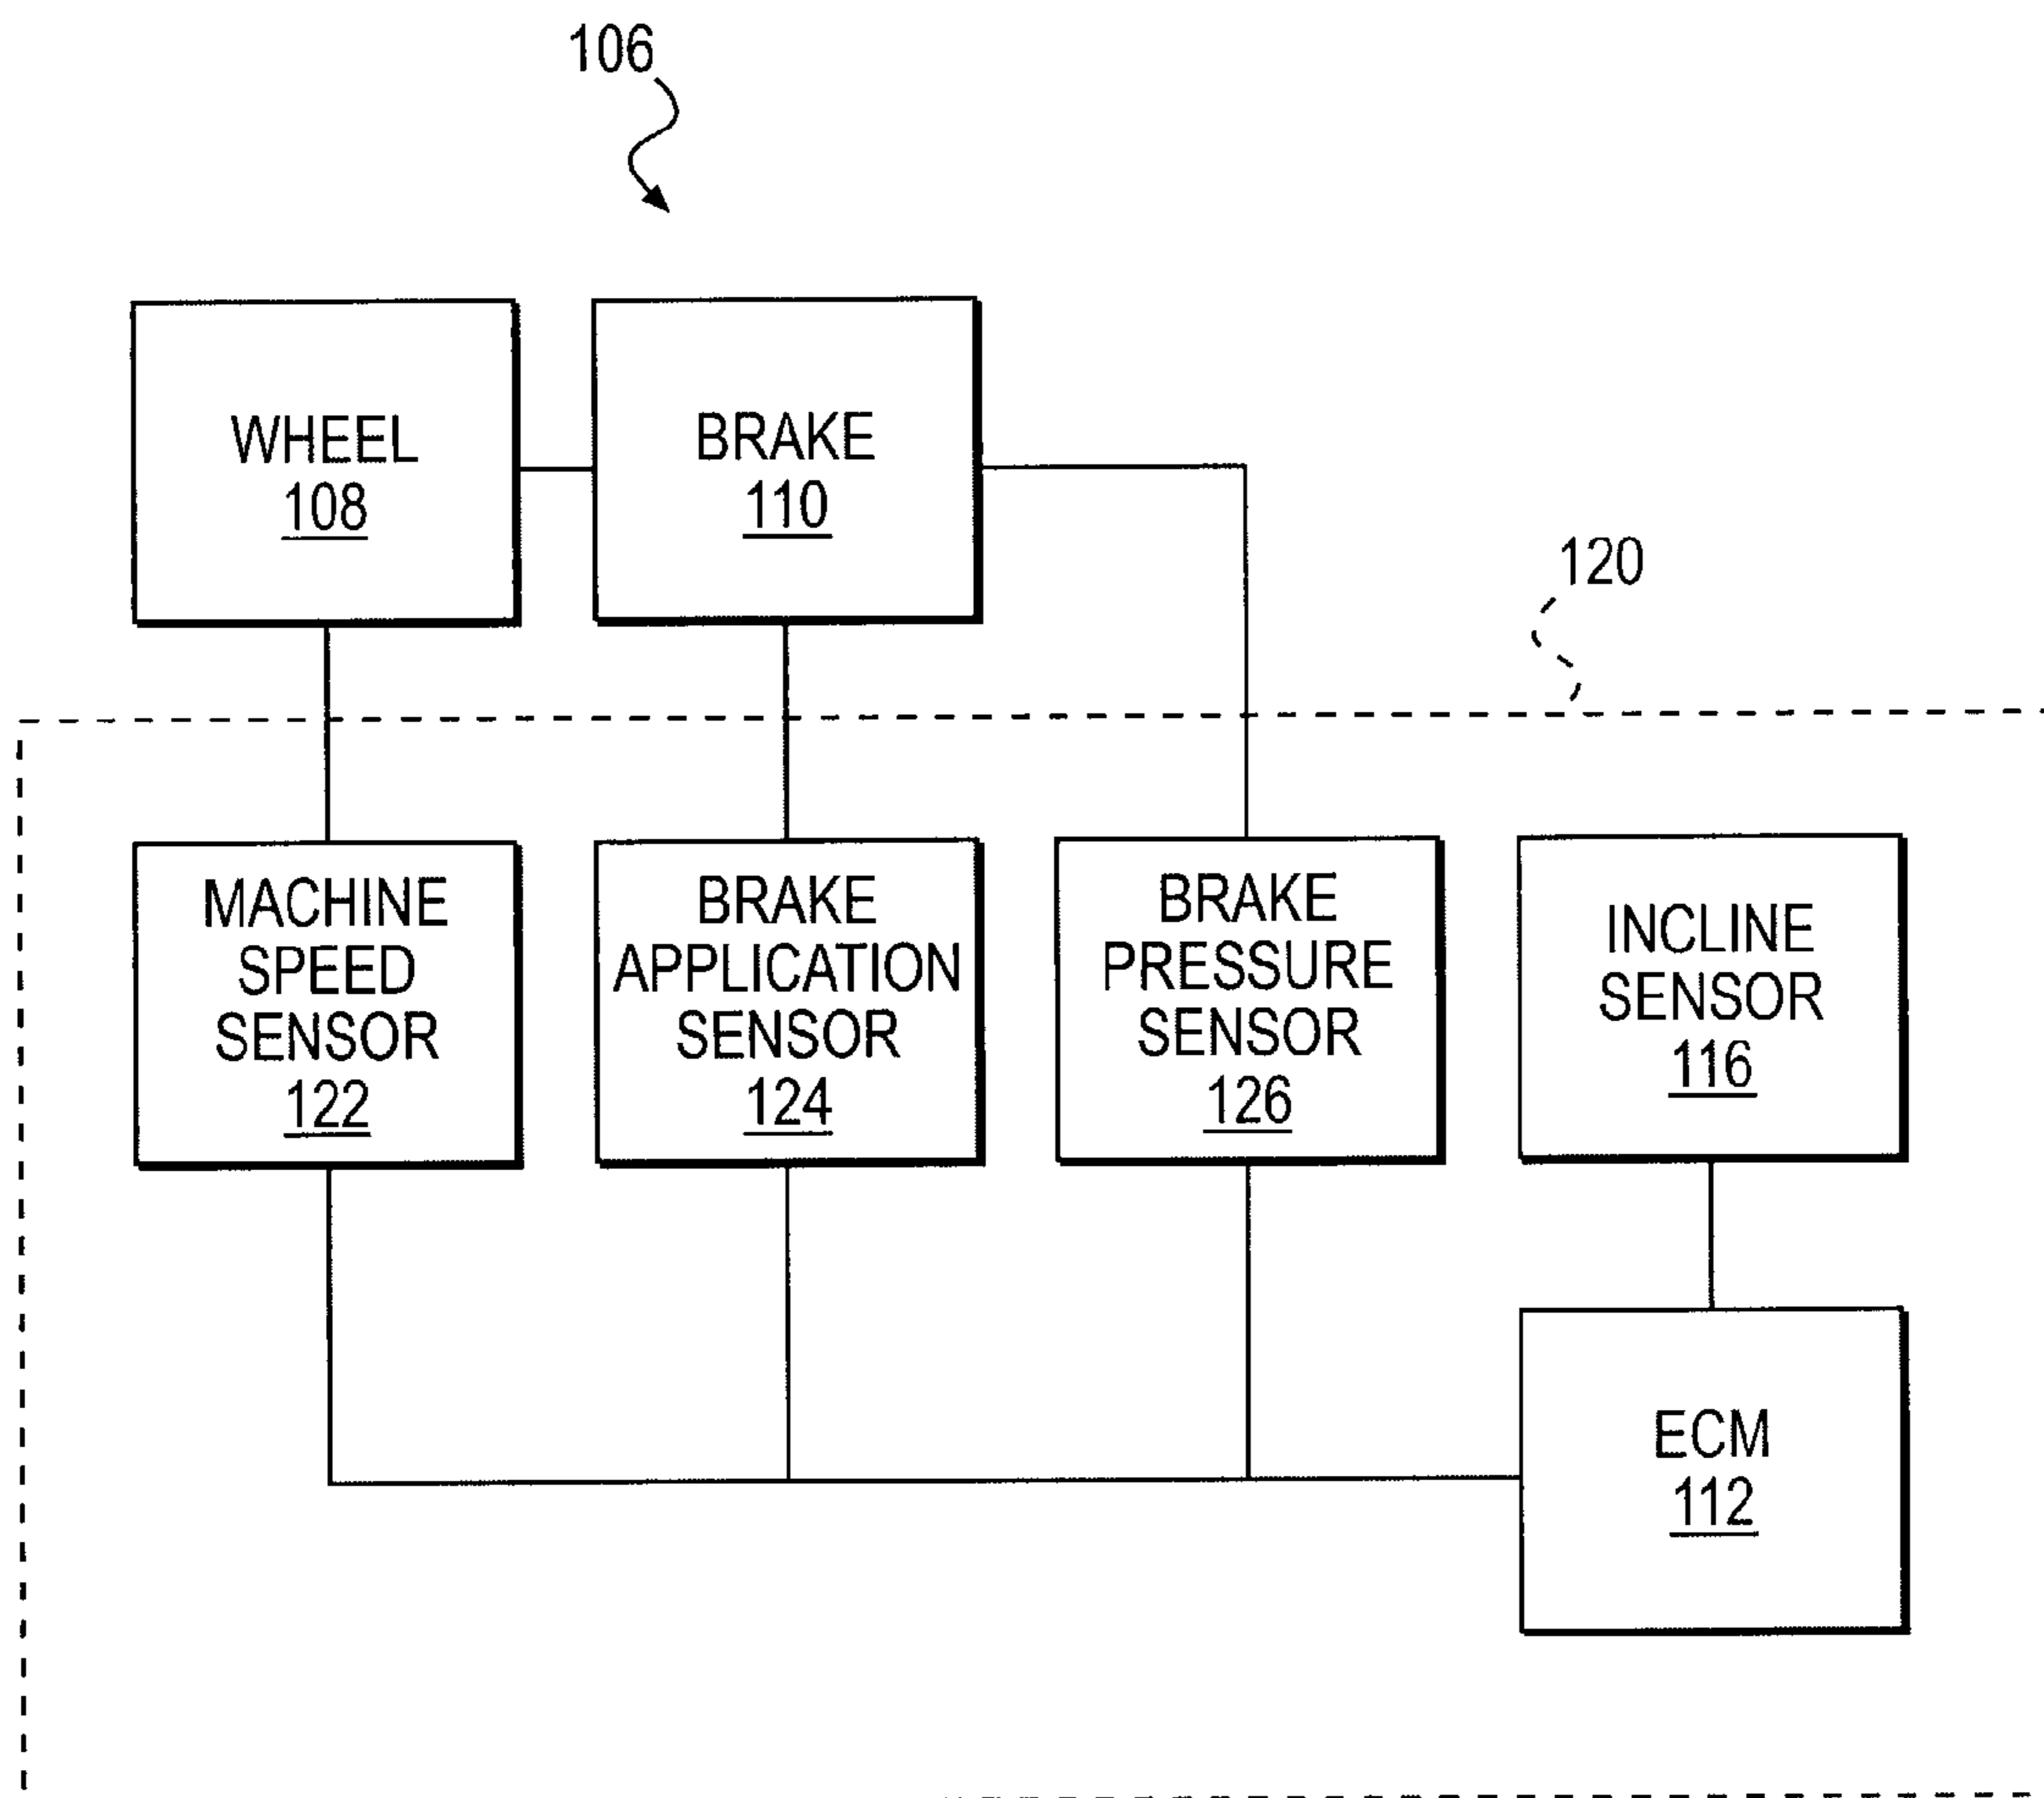 106
WHEEL
108
BRAKE
110
120
MACHINE
SPEED
SENSOR
122
BRAKE
APPLICATION
SENSOR
124
BRAKE
PRESSURE
SENSOR
126
INCLINE
SENSOR
116
ECM
112